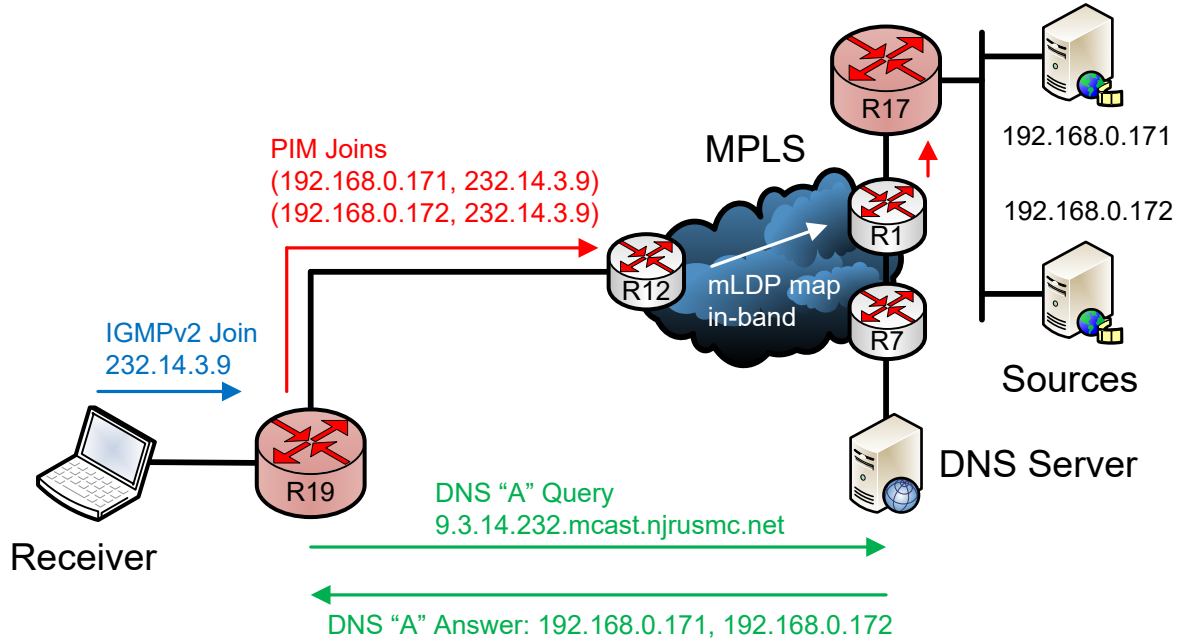 R17
192.168.0.171
PIM Joins
(192.168.0.171, 232.14.3.9)
(192.168.0.172, 232.14.3.9)
MPLS
192.168.0.172
R1
R12
mLDP map
in-band
R7
IGMPv2 Join
232.14.3.9
Sources
R19
DNS Server
DNS “A” Query
9.3.14.232.mcast.njrusmc.net
Receiver
DNS “A” Answer: 192.168.0.171, 192.168.0.172